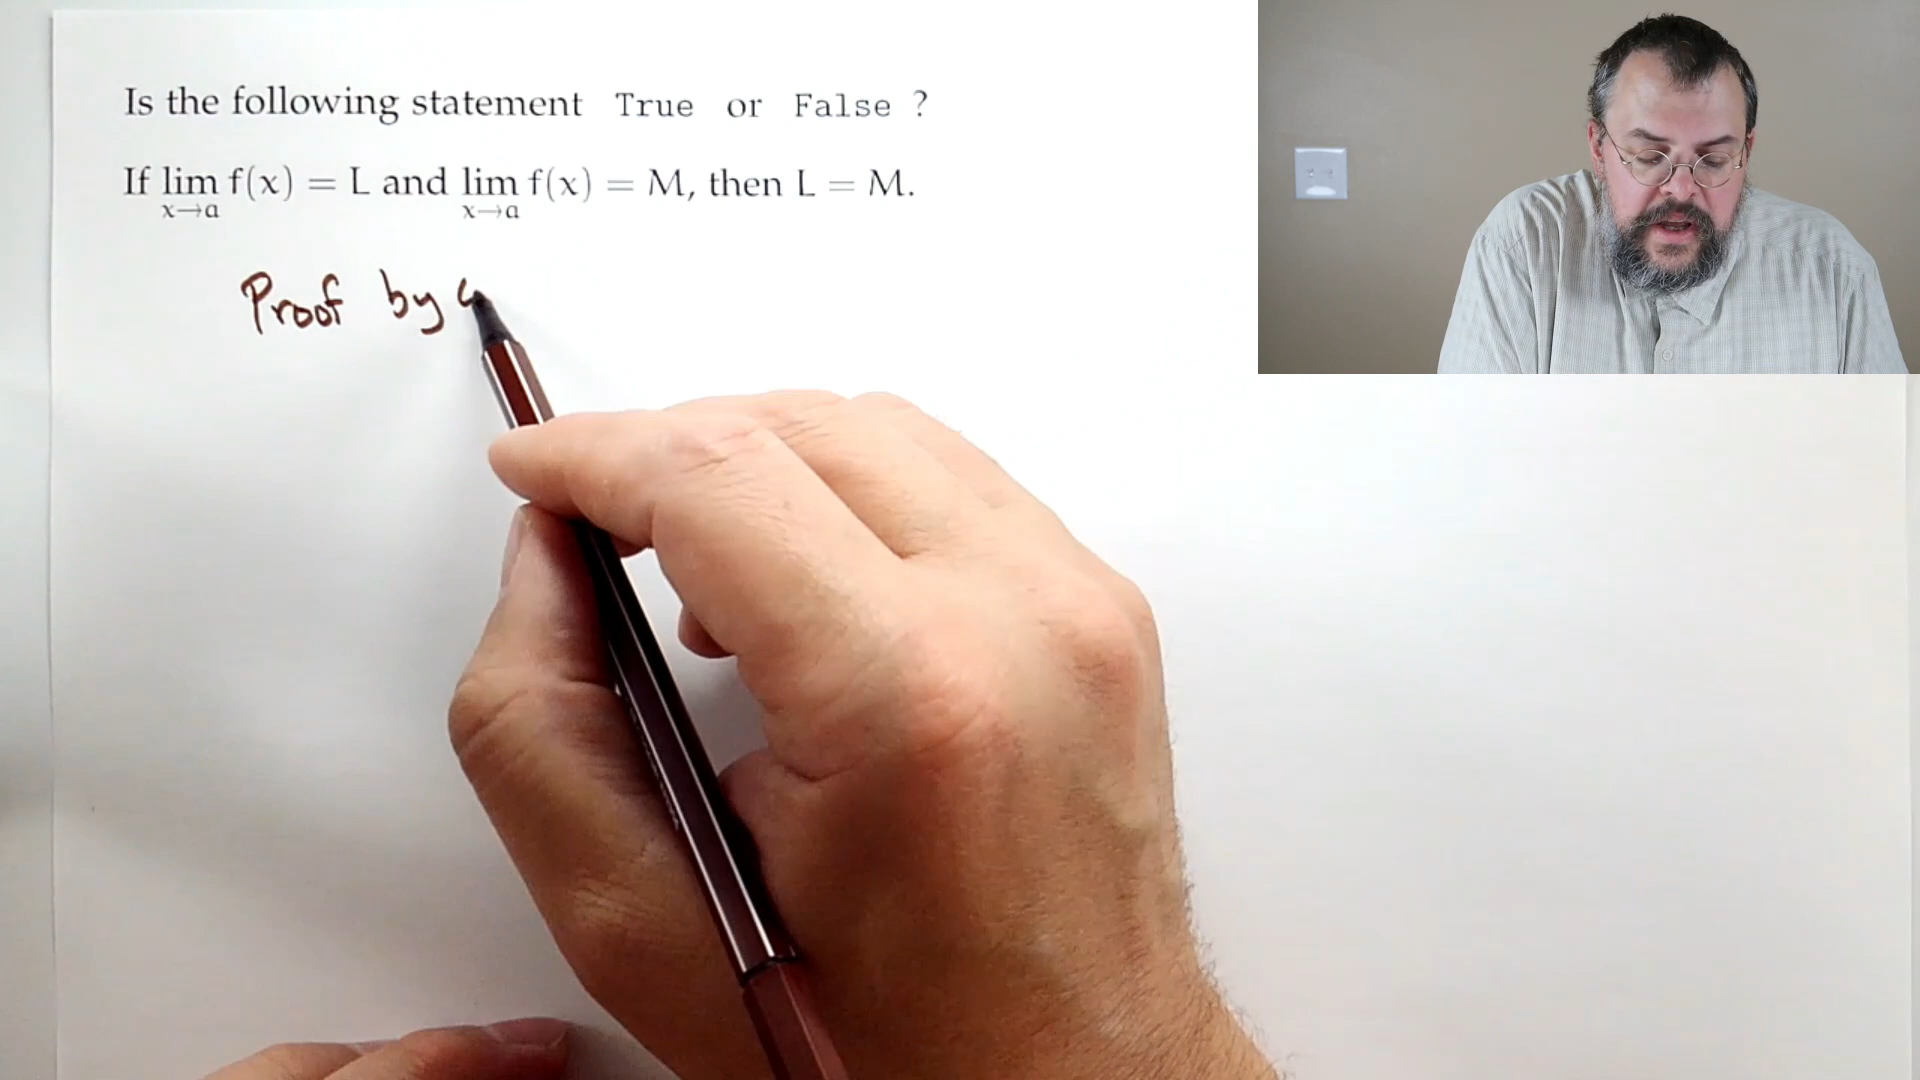 Is the following statement True or False ?
If lim f(x) = L and lim f(x) = M, then L = M.
x→a x→a
Proof by